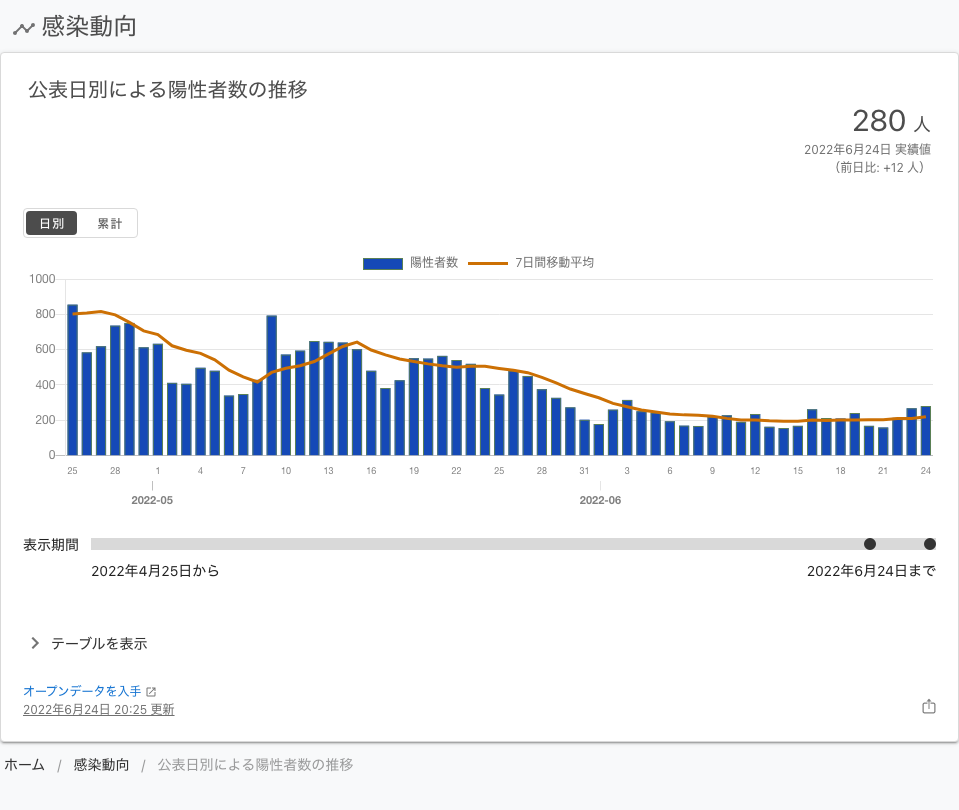 感染動向
公表日別による陽性者数の推移
280 人
2022年6月24日 実績値
（前日比: +12 人）
日別 累計
陽性者数 7日間移動平均
1000
800
600
400
200
0
25 28 1 4 7 10 13 16 19 22 25 28 31 3 6 9 12 15 18 21 24
2022-05 2022-06
表示期間
2022年4月25日から 2022年6月24日まで
テーブルを表示
オープンデータを入手
2022年6月24日 20:25 更新
ホーム / 感染動向 / 公表日別による陽性者数の推移